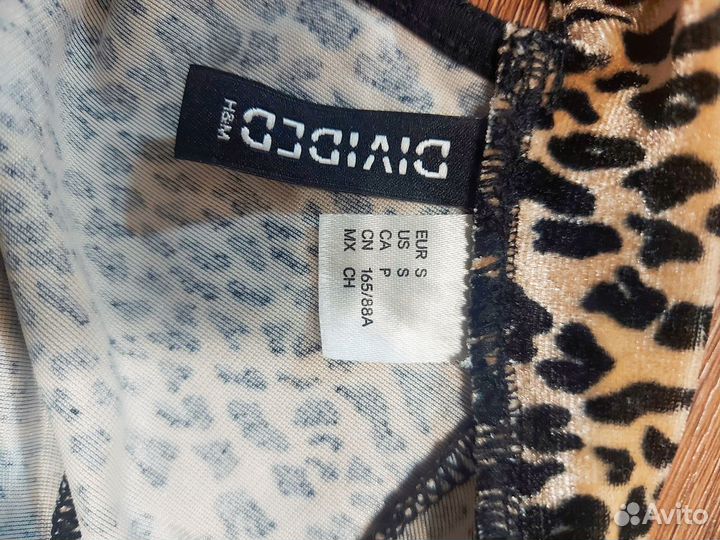 DIVIDED
H&M
EUR S
US S
CA P
CN 165/88A
MX CH
Avito